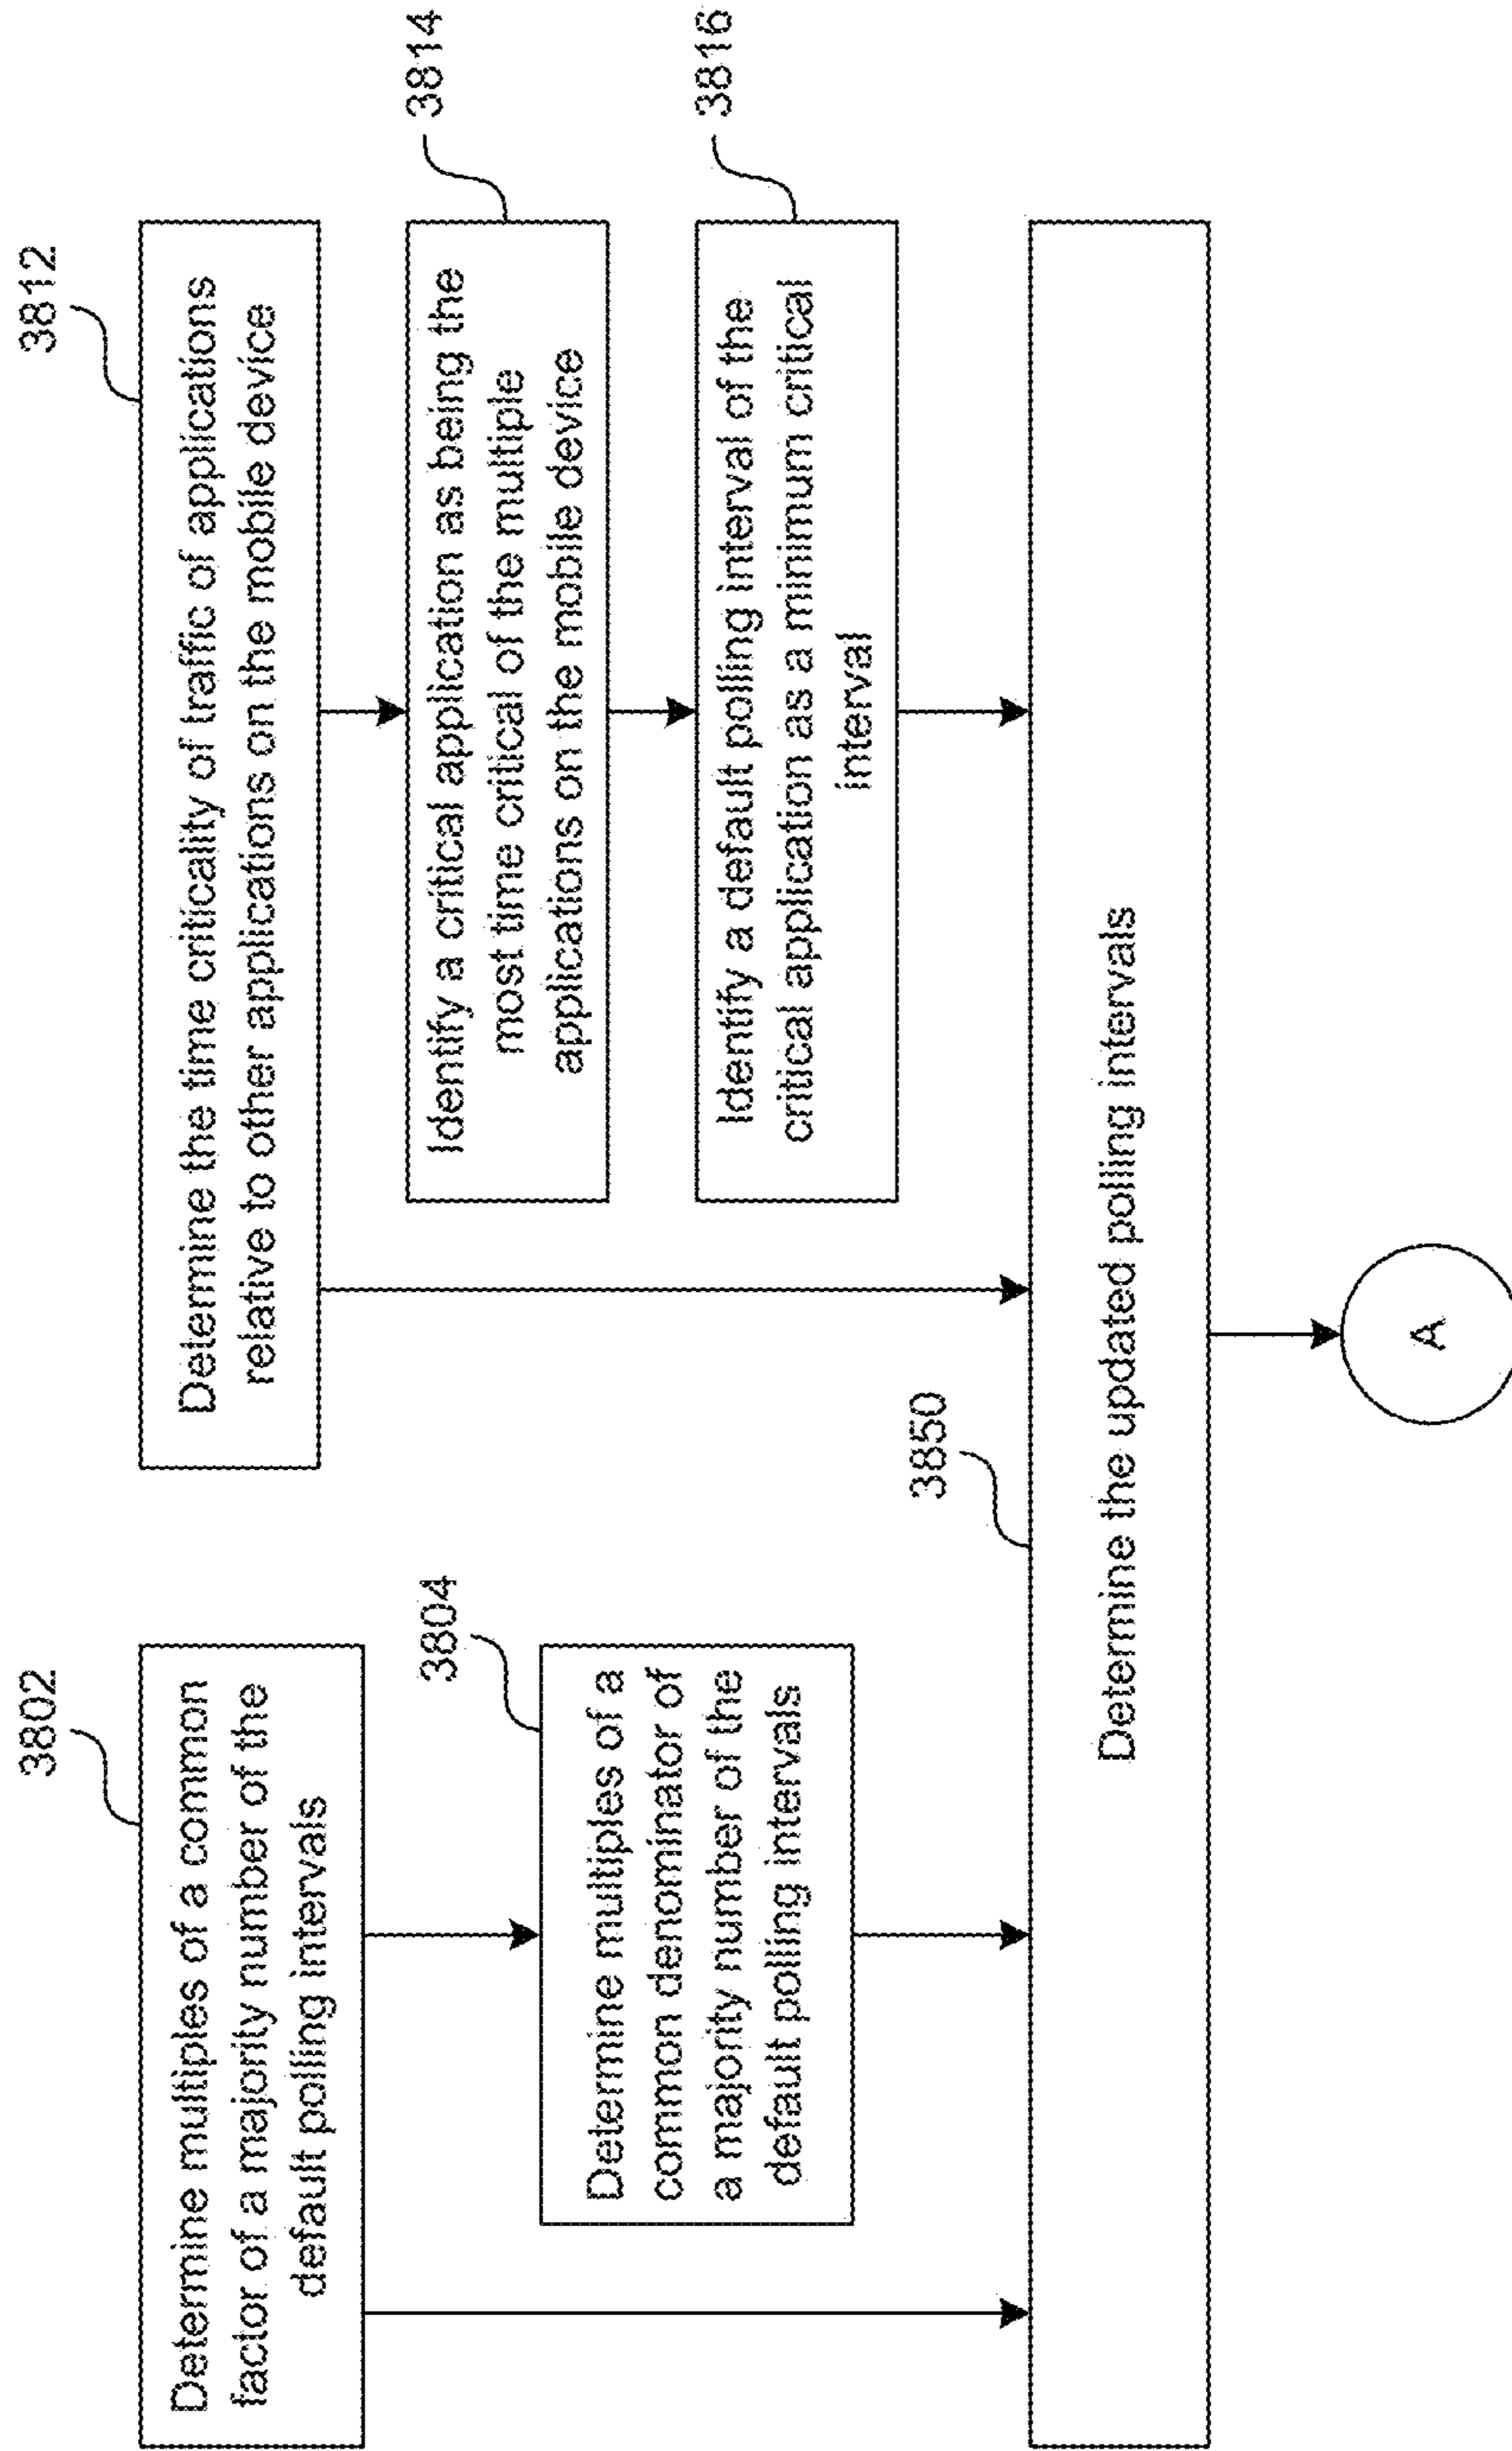 3802
Determine multiples of a common
factor of a majority number of the
default polling intervals
3804
Determine multiples of a
common denominator of
a majority number of the
default polling intervals
3812
Determine the time criticality of traffic of applications
relative to other applications on the mobile device
3814
Identify a critical application as being the
most time critical of the multiple
applications on the mobile device
3816
Identify a default polling interval of the
critical application as a minimum critical
interval
3850
Determine the updated polling intervals
A